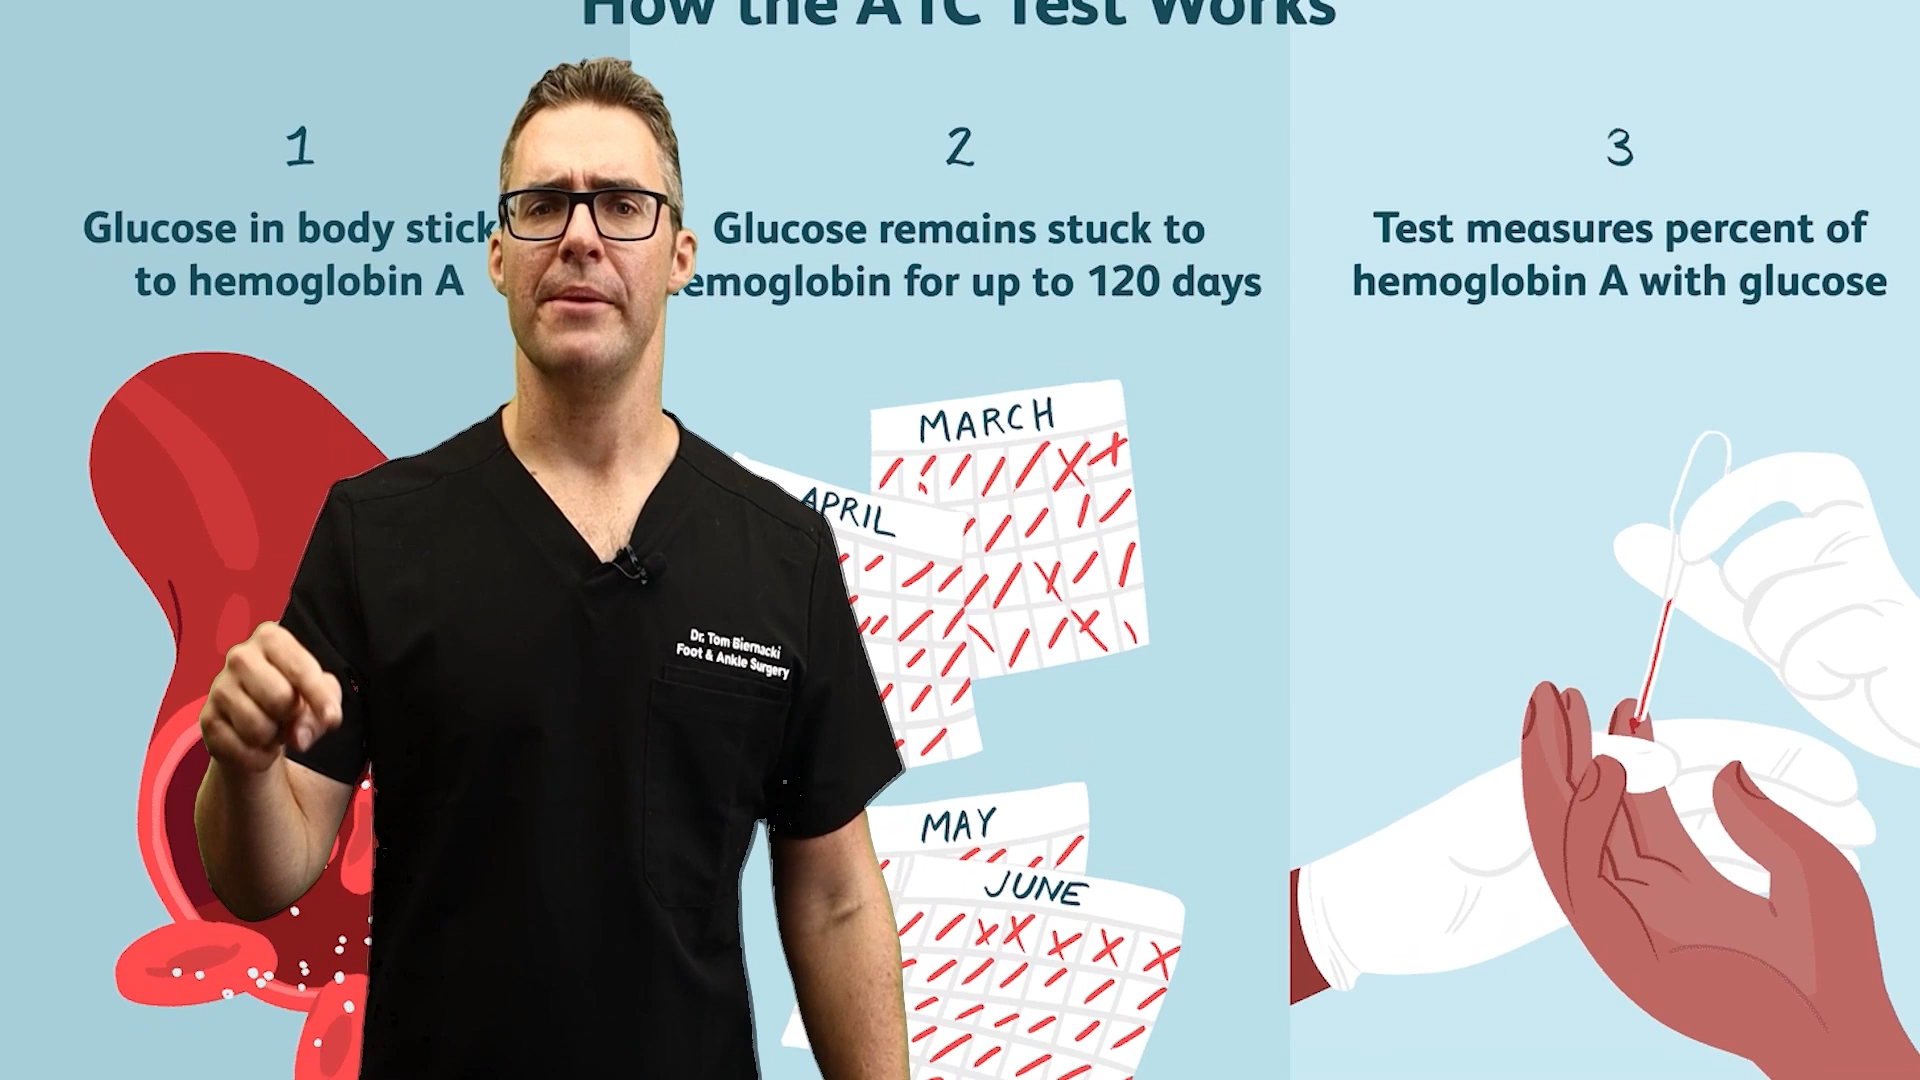 How the A1C Test Works
1
Glucose in body stick
to hemoglobin A
2
Glucose remains stuck to
emoglobin for up to 120 days
3
Test measures percent of
hemoglobin A with glucose
MARCH
APRIL
MAY
JUNE
Dr. Tom Biernacki
Foot & Ankle Surgery